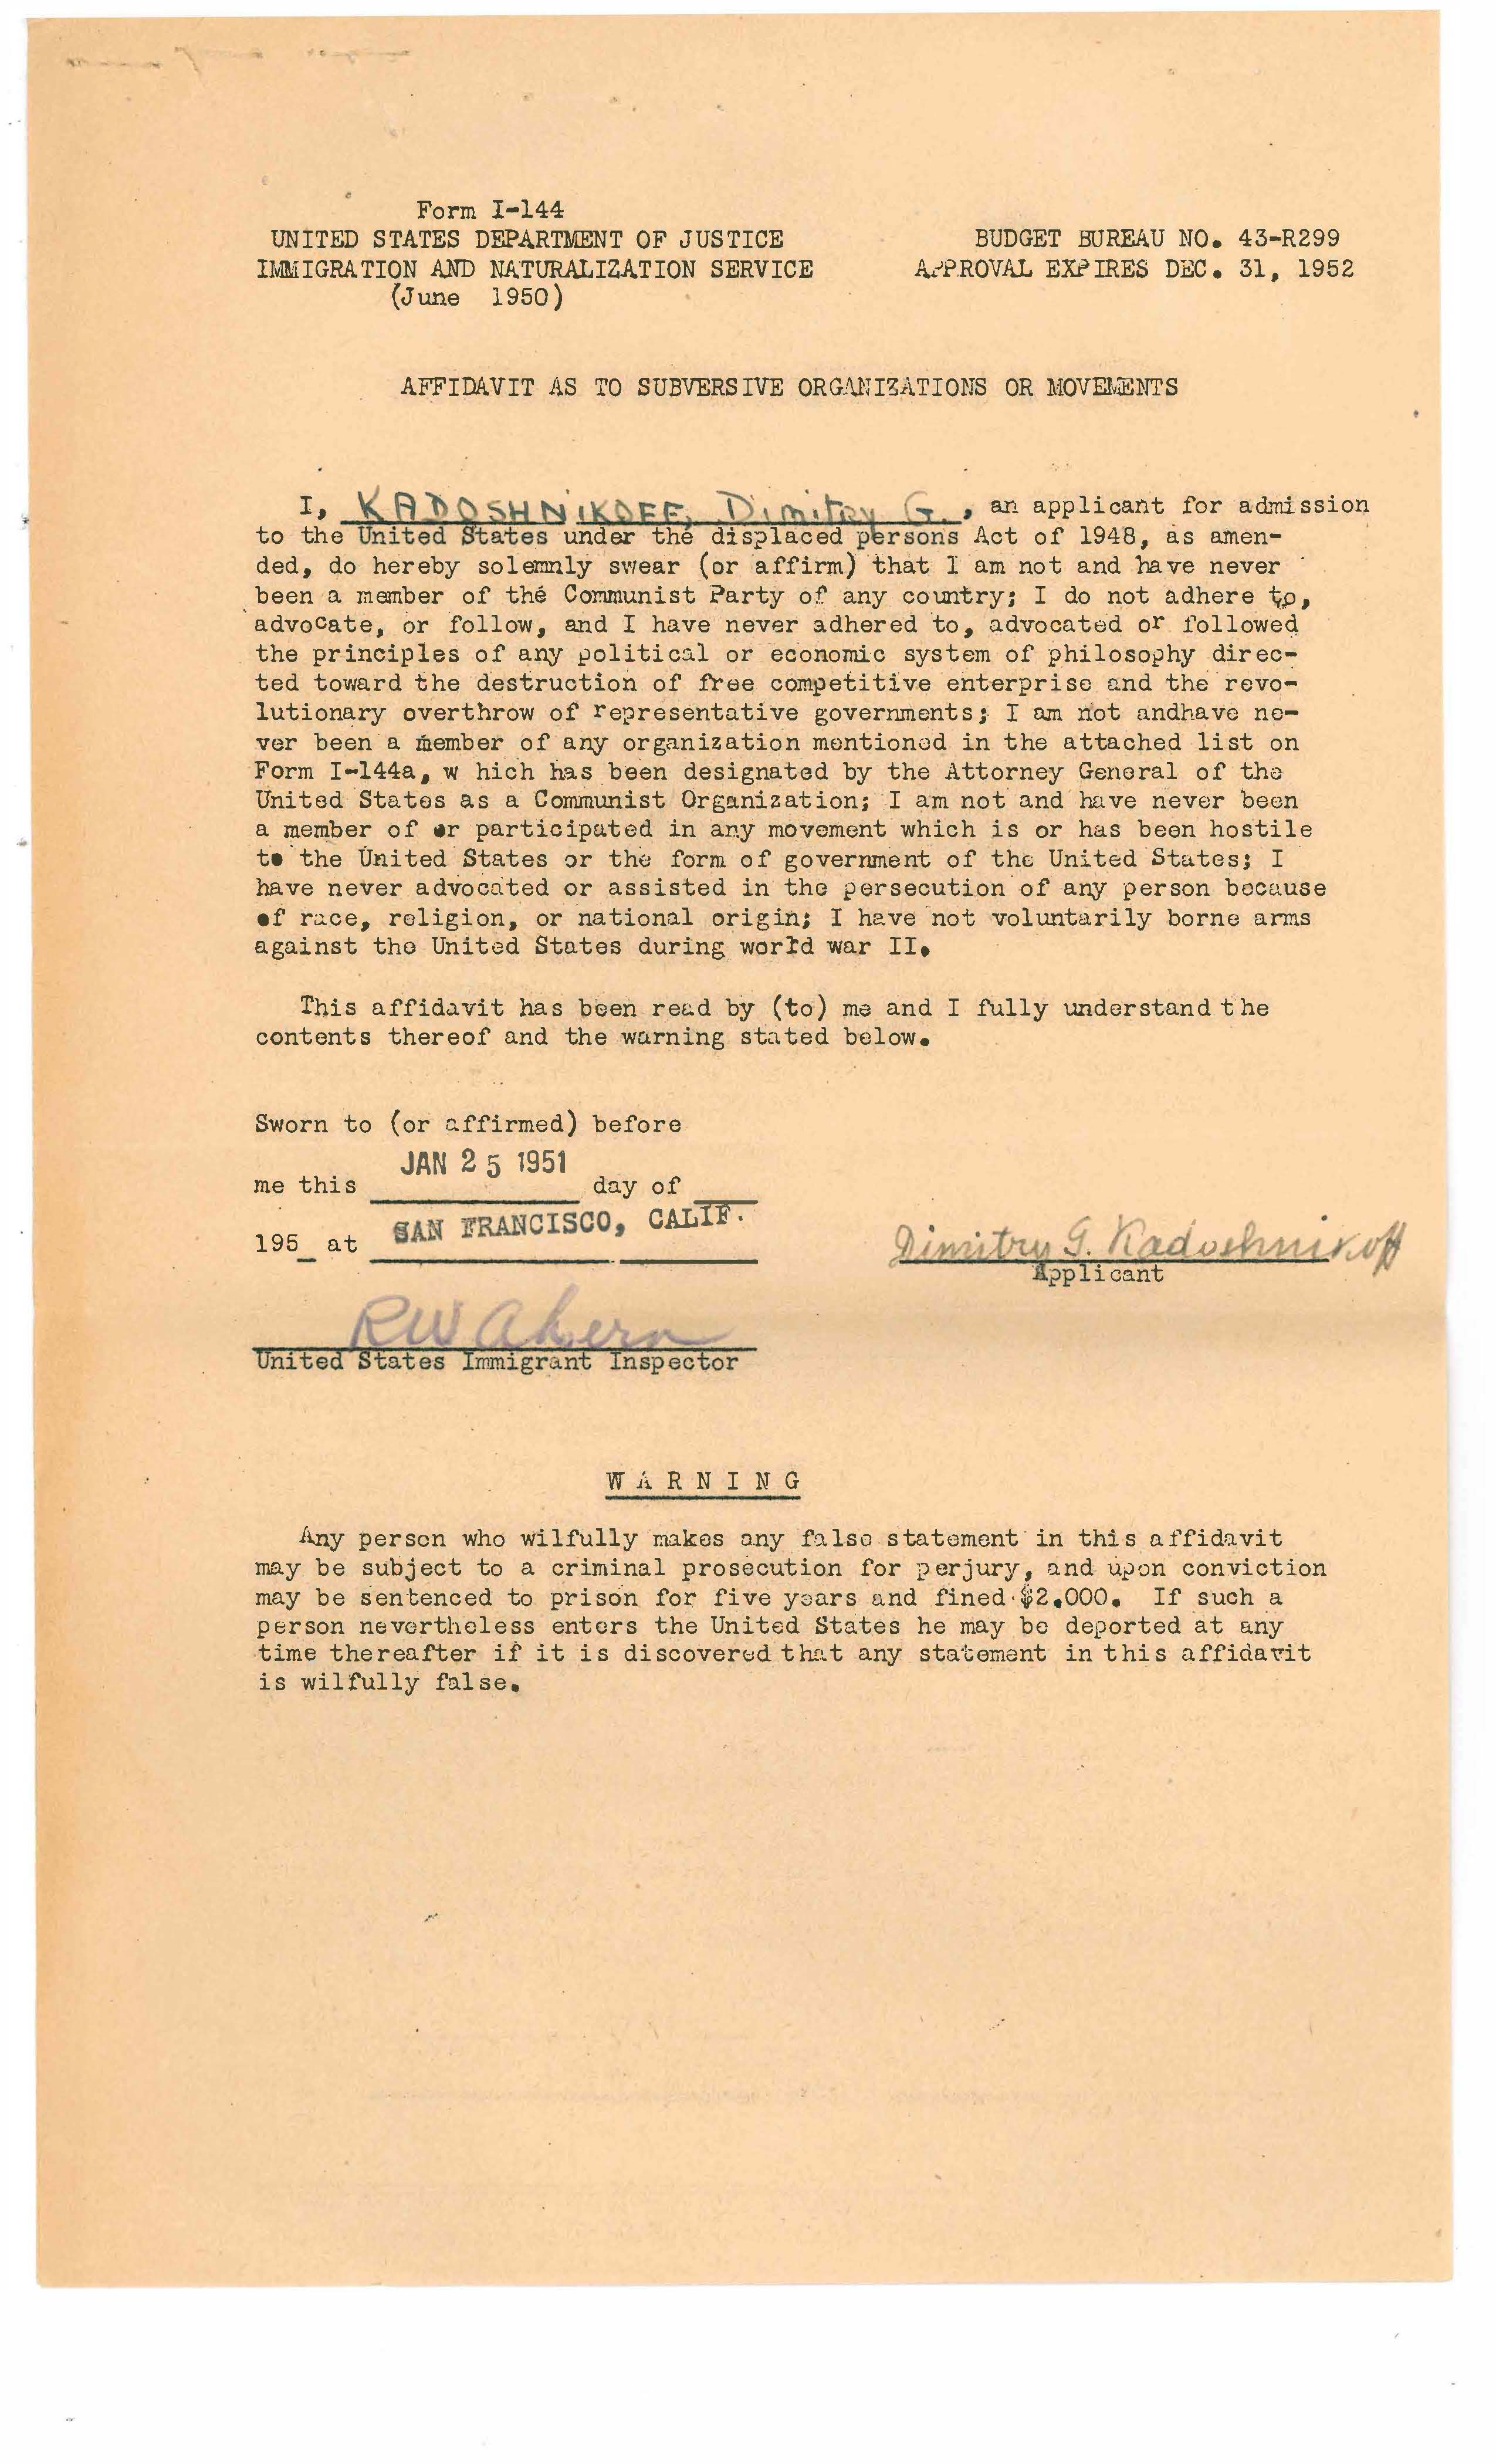 Form I-144
UNITED STATES DEPARTMENT OF JUSTICE BUDGET BUREAU NO. 43-R299
IMMIGRATION AND NATURALIZATION SERVICE APPROVAL EXPIRES DEC. 31, 1952
(June 1950)
AFFIDAVIT AS TO SUBVERSIVE ORGANIZATIONS OR MOVEMENTS
I, KADOSHNIKOFF, Dimitry G., an applicant for admission
to the United States under the displaced persons Act of 1948, as amen-
ded, do hereby solemnly swear (or affirm) that I am not and have never
been a member of the Communist Party of any country; I do not adhere to,
advocate, or follow, and I have never adhered to, advocated or followed
the principles of any political or economic system of philosophy direc-
ted toward the destruction of free competitive enterprise and the revo-
lutionary overthrow of representative governments; I am not andhave ne-
ver been a member of any organization mentioned in the attached list on
Form I-144a, w hich has been designated by the Attorney General of the
United States as a Communist Organization; I am not and have never been
a member of or participated in any movement which is or has been hostile
to the United States or the form of government of the United States; I
have never advocated or assisted in the persecution of any person because
of race, religion, or national origin; I have not voluntarily borne arms
against the United States during world war II.
This affidavit has been read by (to) me and I fully understand the
contents thereof and the warning stated below.
Sworn to (or affirmed) before
JAN 25 1951
me this day of
195_ at SAN FRANCISCO, CALIF.
Dimitry G. Kadoshnikoff
Applicant
RW Ahern
United States Immigrant Inspector
WARNING
Any person who wilfully makes any false statement in this affidavit
may be subject to a criminal prosecution for perjury, and upon conviction
may be sentenced to prison for five years and fined $2.000. If such a
person nevertheless enters the United States he may be deported at any
time thereafter if it is discovered that any statement in this affidavit
is wilfully false.